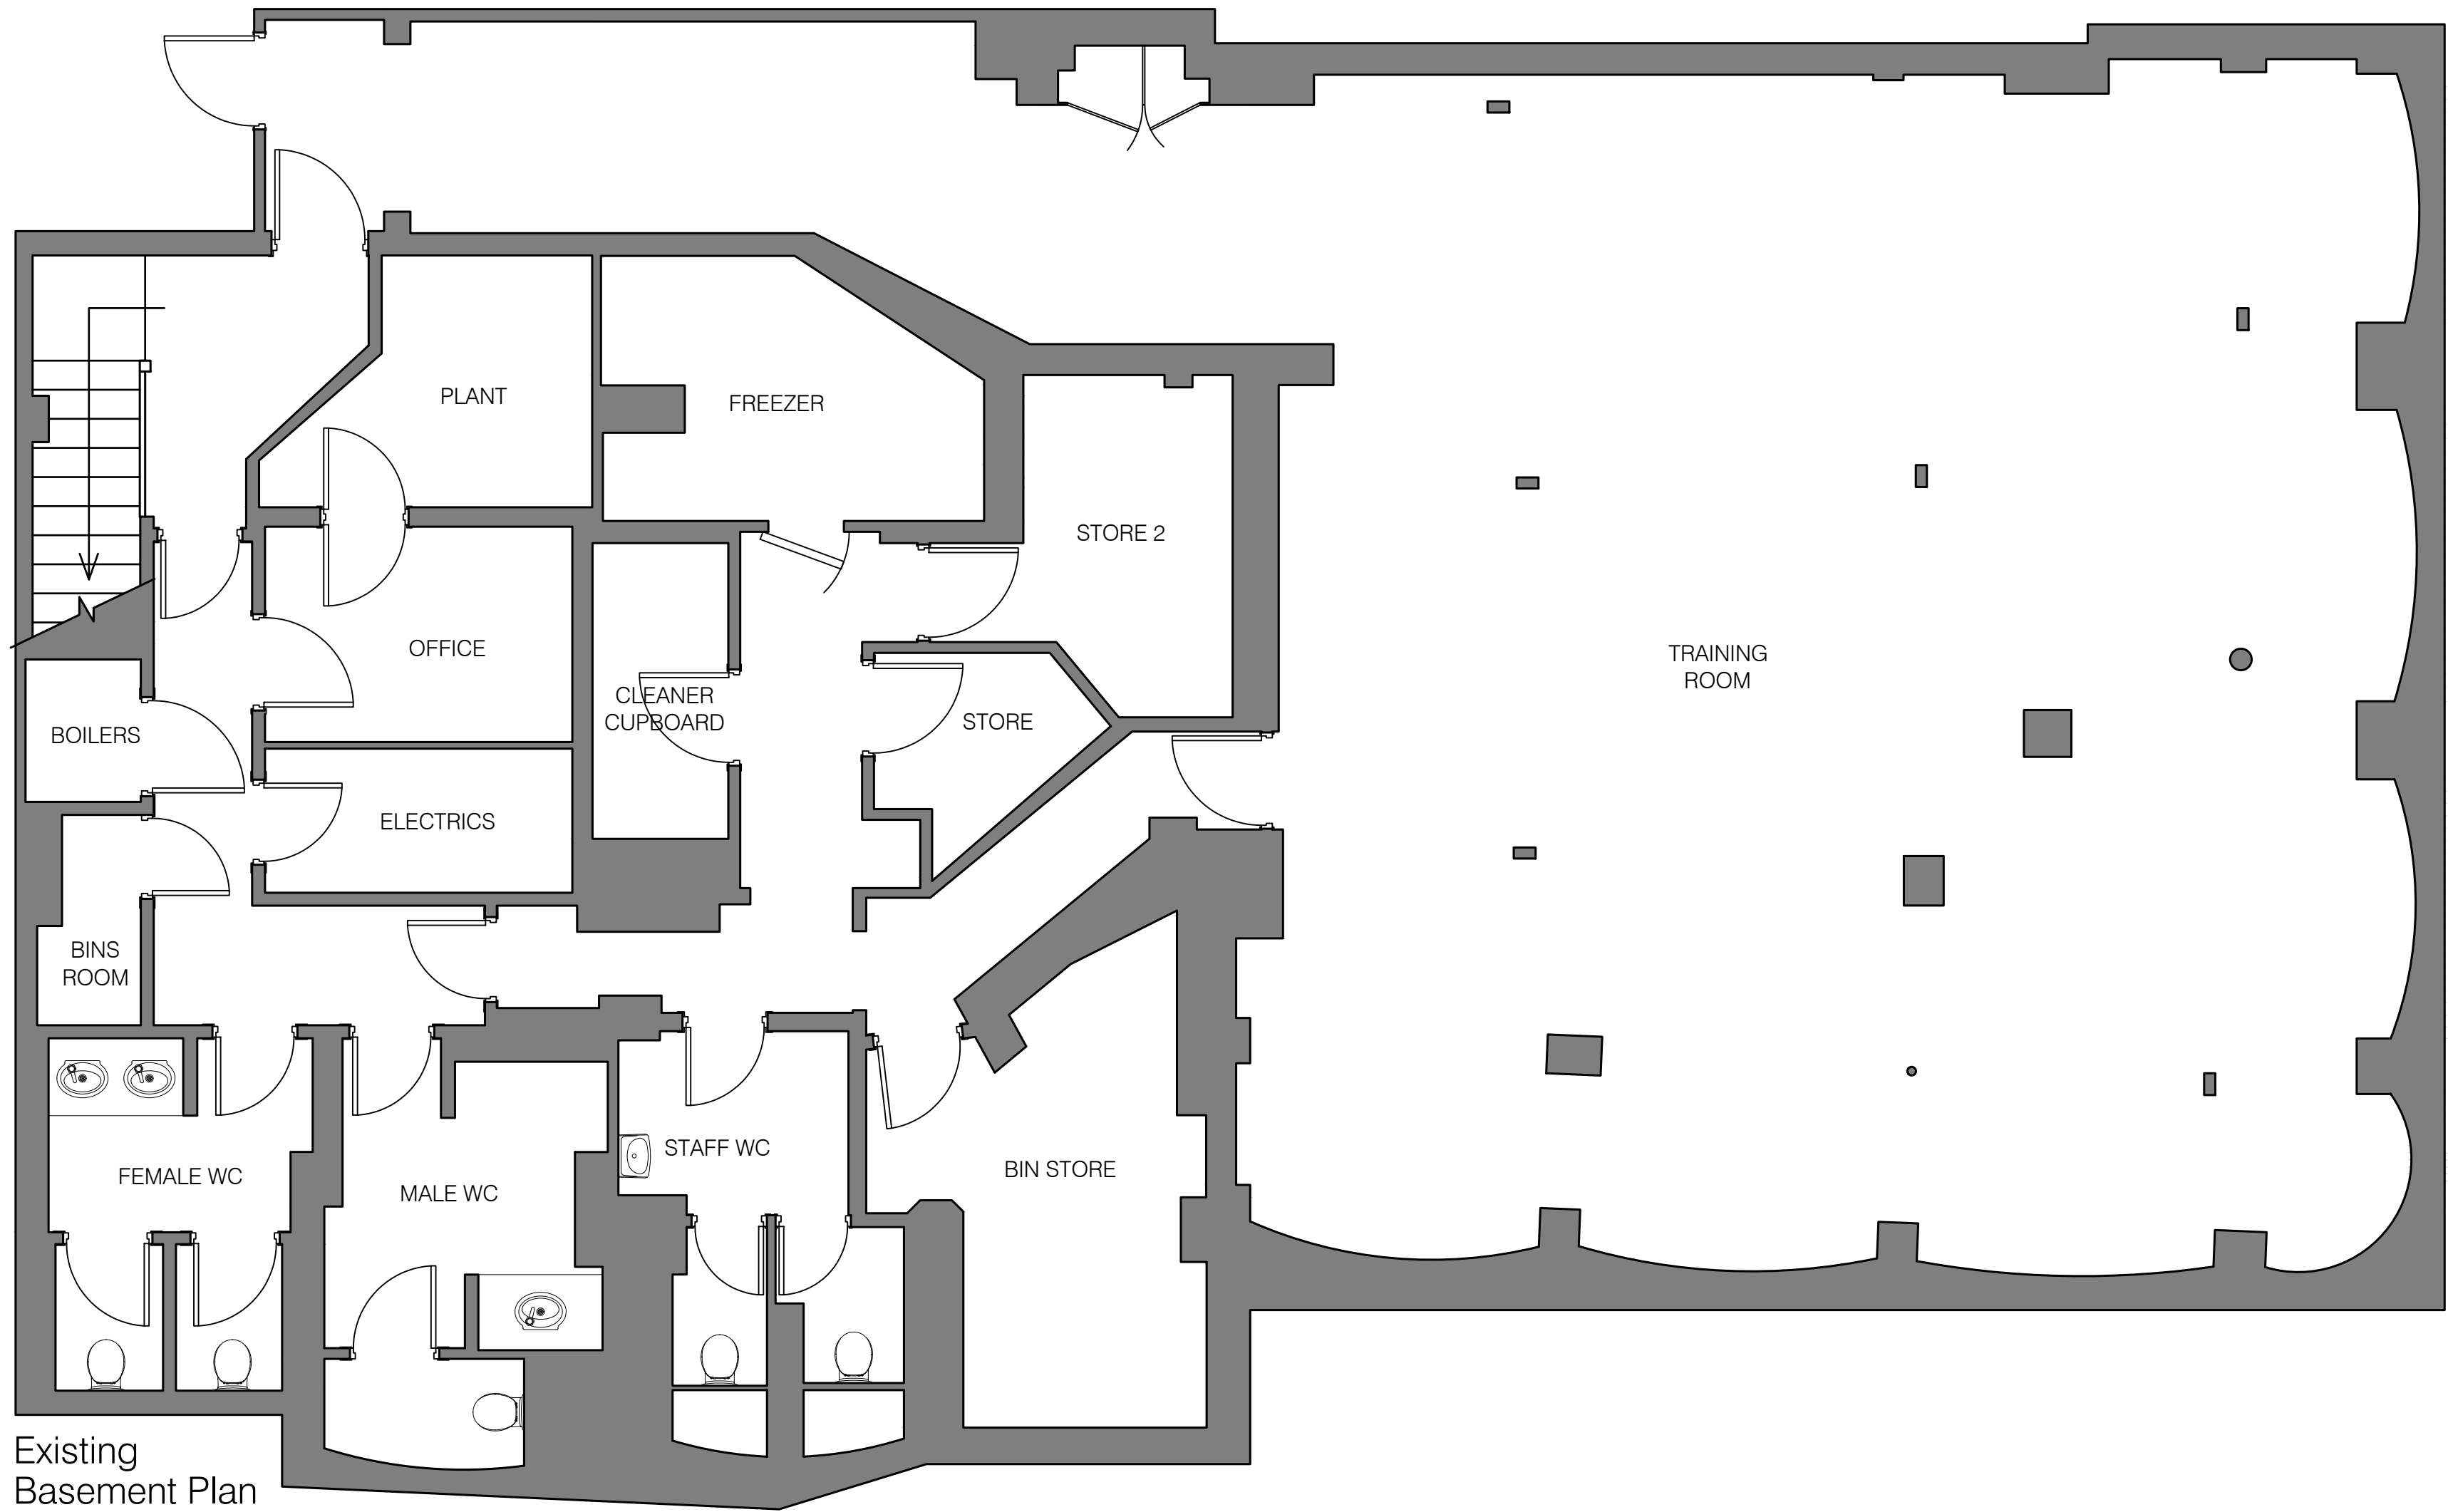 PLANT
FREEZER
STORE 2
OFFICE
TRAINING
ROOM
CLEANER
CUPBOARD
STORE
BOILERS
ELECTRICS
BINS
ROOM
STAFF WC
BIN STORE
FEMALE WC
MALE WC
Existing
Basement Plan